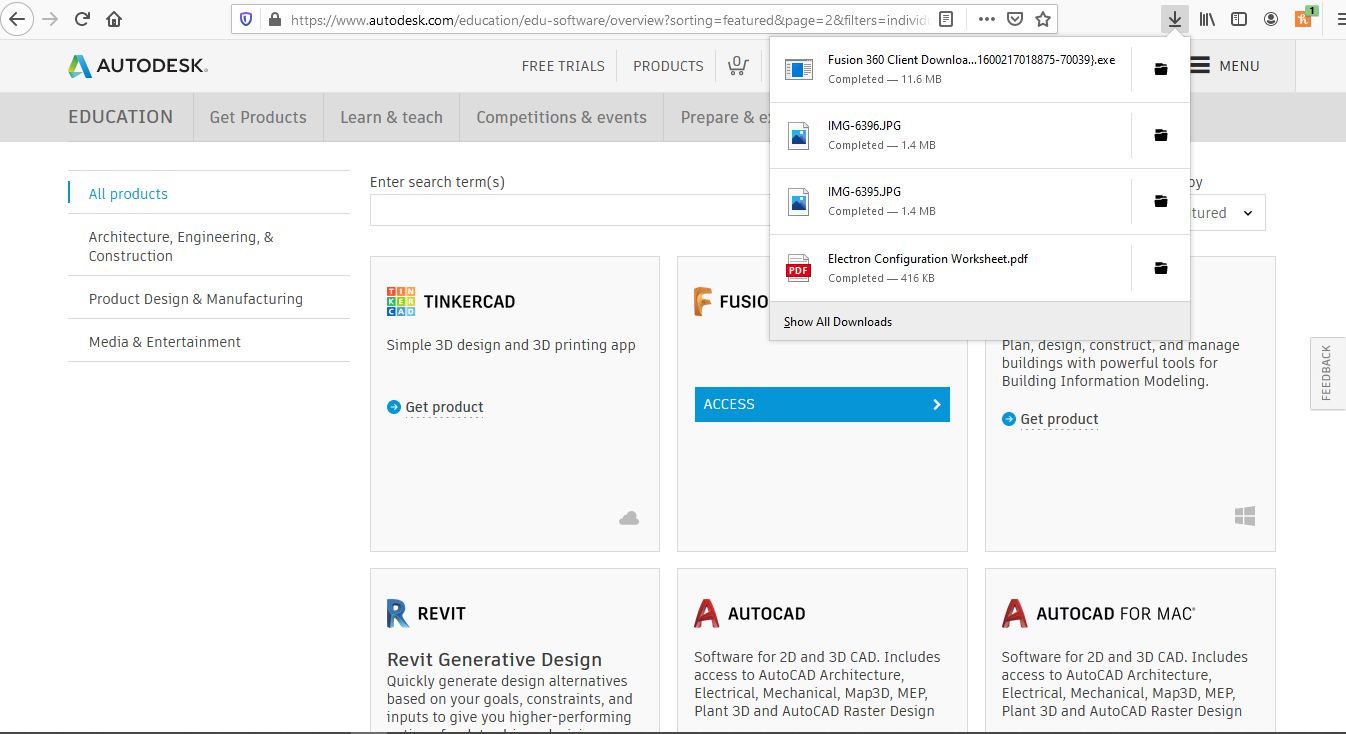 https://www.autodesk.com/education/edu-software/overview?sorting=featured&page=2&filters=individu
1
AUTODESK.
FREE TRIALS
PRODUCTS
0
MENU
EDUCATION
Get Products
Learn & teach
Competitions & events
Prepare & e
Fusion 360 Client Downloa...1600217018875-70039}.exe
Completed — 11.6 MB
IMG-6396.JPG
Completed — 1.4 MB
IMG-6395.JPG
Completed — 1.4 MB
Electron Configuration Worksheet.pdf
Completed — 416 KB
PDF
Show All Downloads
All products
Architecture, Engineering, &
Construction
Product Design & Manufacturing
Media & Entertainment
Enter search term(s)
by
tured
TINKERCAD
TINKERCAD
Simple 3D design and 3D printing app
Get product
FUSIO
ACCESS
Plan, design, construct, and manage
buildings with powerful tools for
Building Information Modeling.
Get product
FEEDBACK
REVIT
Revit Generative Design
Quickly generate design alternatives
based on your goals, constraints, and
inputs to give you higher-performing
AUTOCAD
Software for 2D and 3D CAD. Includes
access to AutoCAD Architecture,
Electrical, Mechanical, Map3D, MEP,
Plant 3D and AutoCAD Raster Design
AUTOCAD FOR MAC®
Software for 2D and 3D CAD. Includes
access to AutoCAD Architecture,
Electrical, Mechanical, Map3D, MEP,
Plant 3D and AutoCAD Raster Design